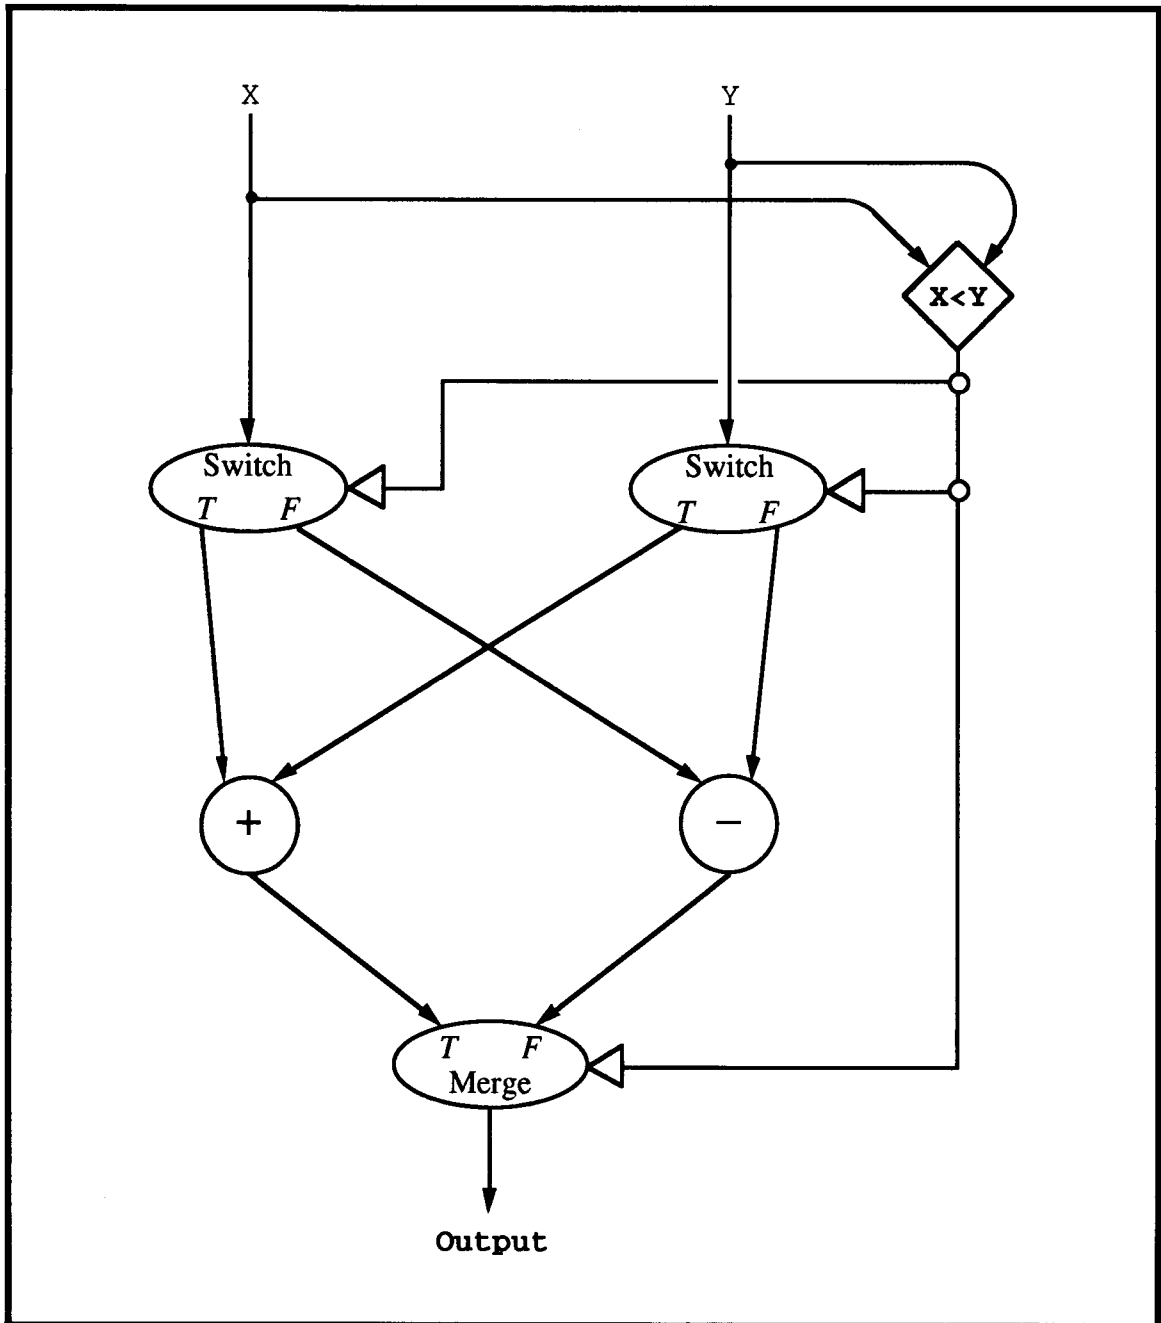 X
Y
X<Y
Switch
T F
Switch
T F
+
−
T F
Merge
Output